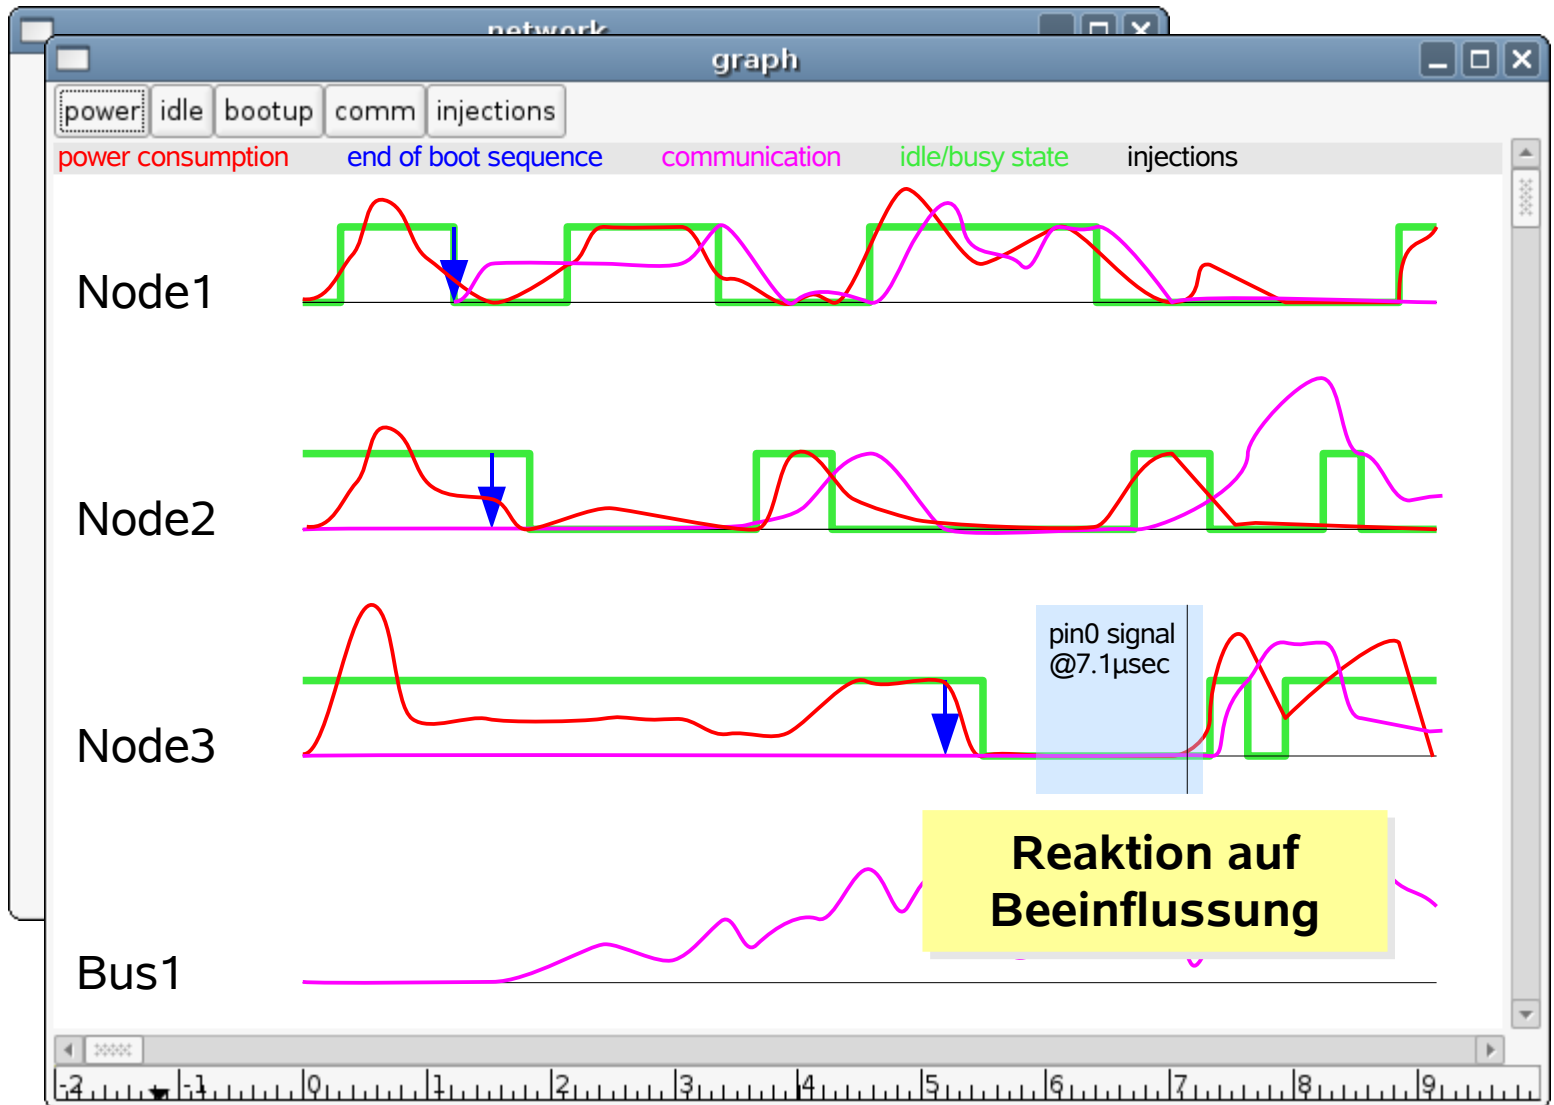 network
graph
power idle bootup comm injections
power consumption end of boot sequence communication idle/busy state injections
Node1
Node2
pin0 signal
@7.1µsec
Node3
Reaktion auf
Beeinflussung
Bus1
-2 -1 0 1 2 3 4 5 6 7 8 9